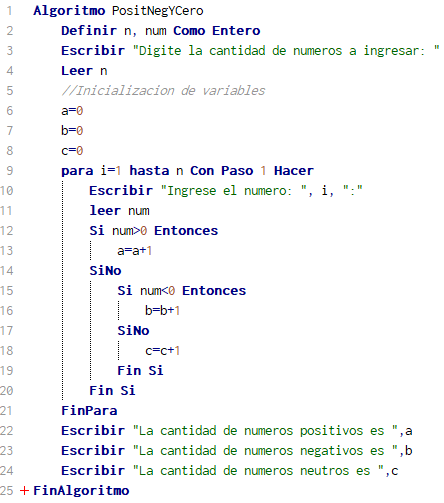 1 Algoritmo PositNegYCero
2 Definir n, num Como Entero
3 Escribir "Digite la cantidad de numeros a ingresar: "
4 Leer n
5 //Inicializacion de variables
6 a=0
7 b=0
8 c=0
9 para i=1 hasta n Con Paso 1 Hacer
10 Escribir "Ingrese el numero: ", i, ":"
11 leer num
12 Si num>0 Entonces
13 a=a+1
14 SiNo
15 Si num<0 Entonces
16 b=b+1
17 SiNo
18 c=c+1
19 Fin Si
20 Fin Si
21 FinPara
22 Escribir "La cantidad de numeros positivos es ",a
23 Escribir "La cantidad de numeros negativos es ",b
24 Escribir "La cantidad de numeros neutros es ",c
25 + FinAlgoritmo